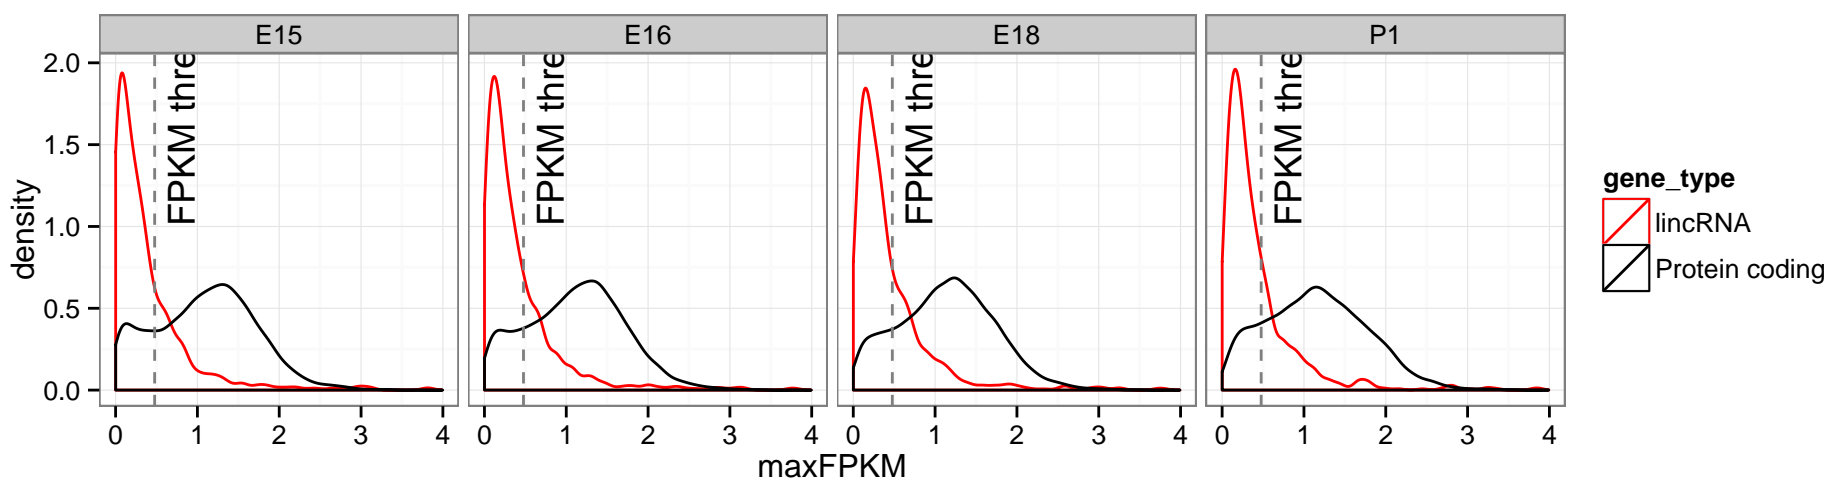 E15 E16 E18 P1
FPKM thre FPKM thre FPKM thre FPKM thre
2.0
1.5
1.0
0.5
0.0
density
0 1 2 3 4 0 1 2 3 4 0 1 2 3 4 0 1 2 3 4
maxFPKM
gene_type
lincRNA
Protein coding